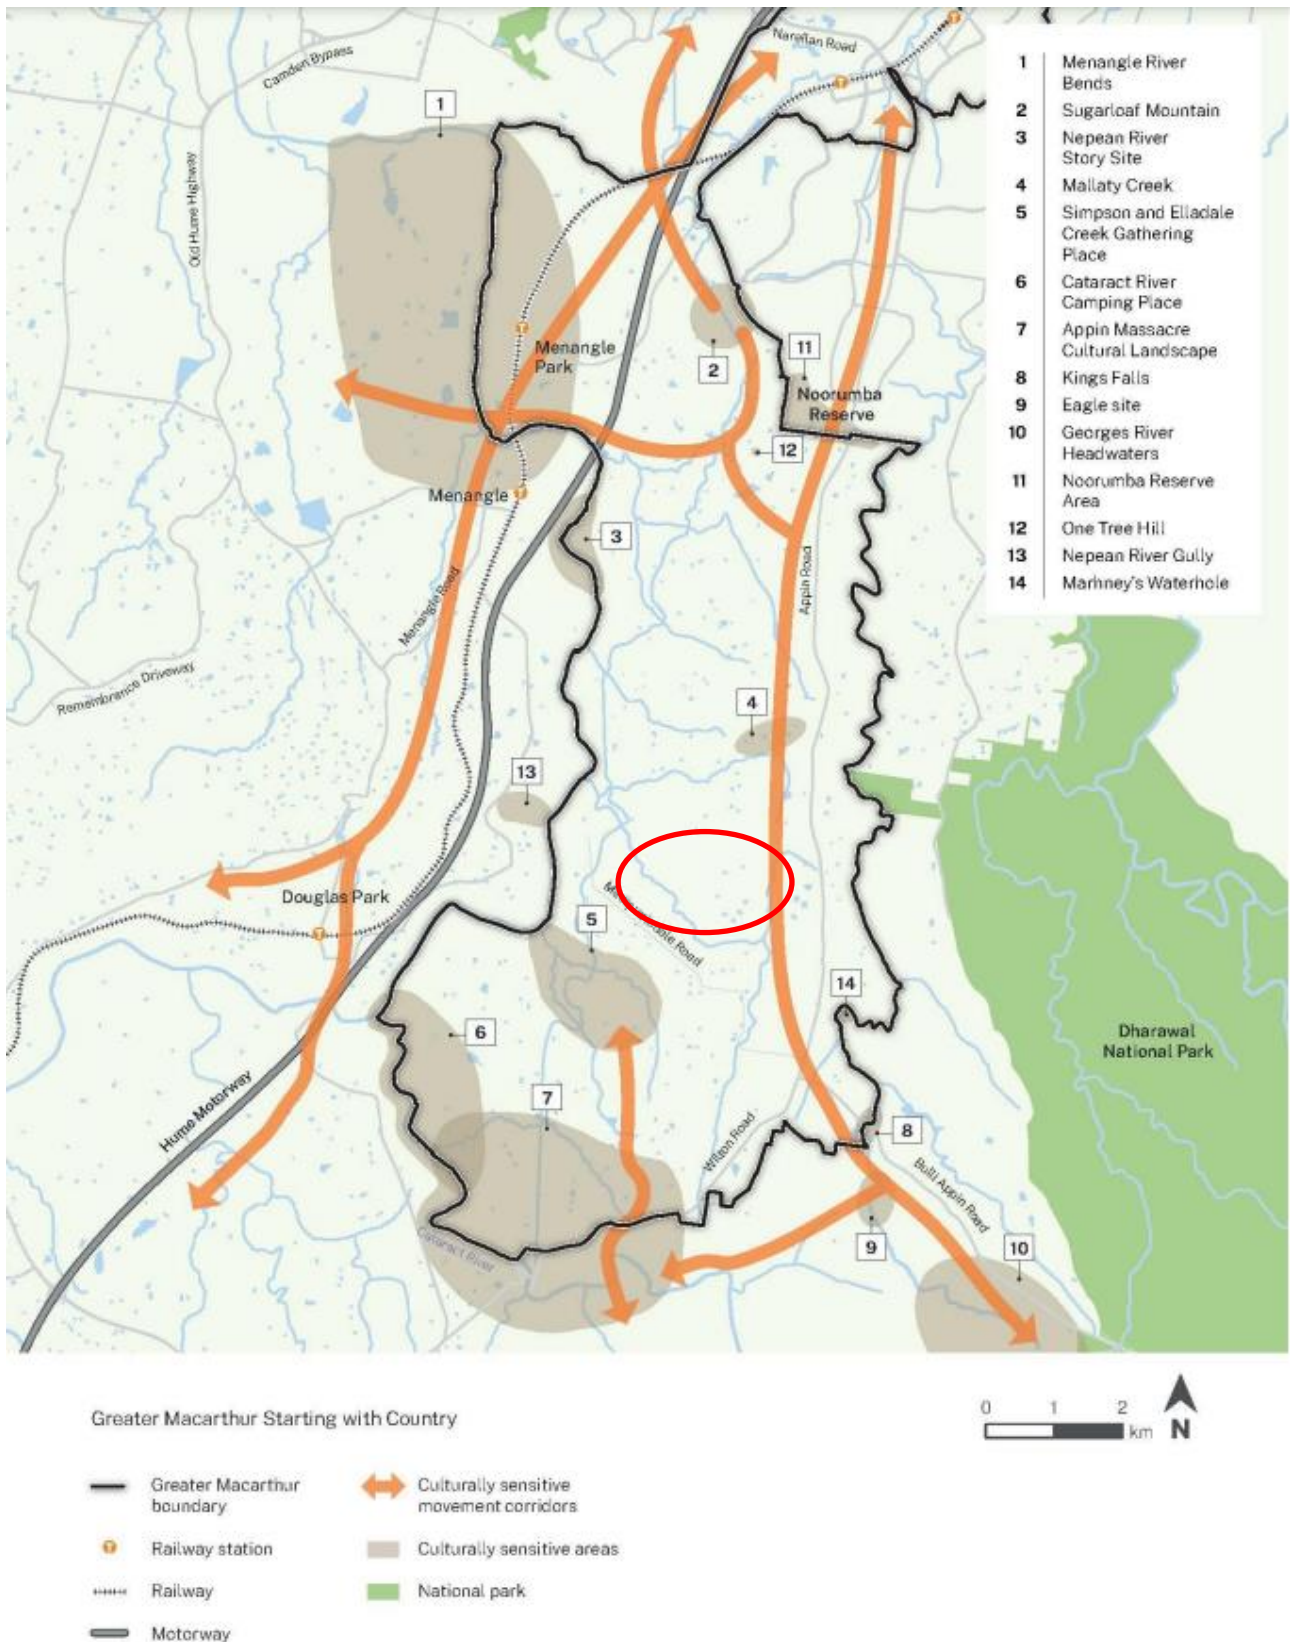 Narellan Road
Camden Bypass
Old Hume Highway
1
Menangle
Park
2
11
Noorumba
Reserve
12
Menangle
3
Menangle Road
Appin Road
Remembrance Driveway
4
13
Douglas Park
5
14
6
Dharawal
National Park
Hume Motorway
7
Wilton Road
8
Bulli Appin Road
9
10
Cataract River
1 Menangle River
Bends
2 Sugarloaf Mountain
3 Nepean River
Story Site
4 Mallaty Creek
5 Simpson and Elladale
Creek Gathering
Place
6 Cataract River
Camping Place
7 Appin Massacre
Cultural Landscape
8 Kings Falls
9 Eagle site
10 Georges River
Headwaters
11 Noorumba Reserve
Area
12 One Tree Hill
13 Nepean River Gully
14 Marhney's Waterhole
Greater Macarthur Starting with Country
0 1 2
km N
Greater Macarthur
boundary
Railway station
Railway
Motorway
Culturally sensitive
movement corridors
Culturally sensitive areas
National park